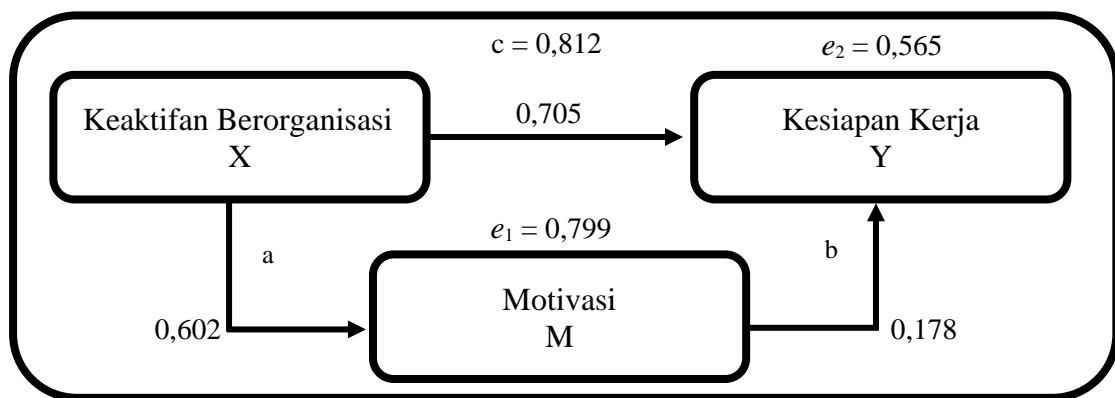 c = 0,812
e₂ = 0,565
Keaktifan Berorganisasi
X
0,705
Kesiapan Kerja
Y
e₁ = 0,799
a
b
Motivasi
M
0,602
0,178